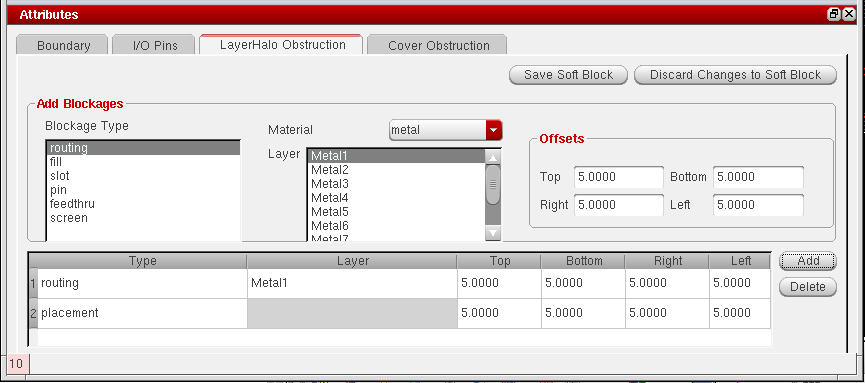 Attributes
Boundary I/O Pins LayerHalo Obstruction Cover Obstruction
Save Soft Block Discard Changes to Soft Block
Add Blockages
Blockage Type
routing
fill
slot
pin
feedthru
screen
Material metal
Layer
Metal1
Metal2
Metal3
Metal4
Metal5
Metal6
Metal7
Offsets
Top 5.0000 Bottom 5.0000
Right 5.0000 Left 5.0000
Type Layer Top Bottom Right Left
1 routing Metal1 5.0000 5.0000 5.0000 5.0000
2 placement 5.0000 5.0000 5.0000 5.0000
Add
Delete
10